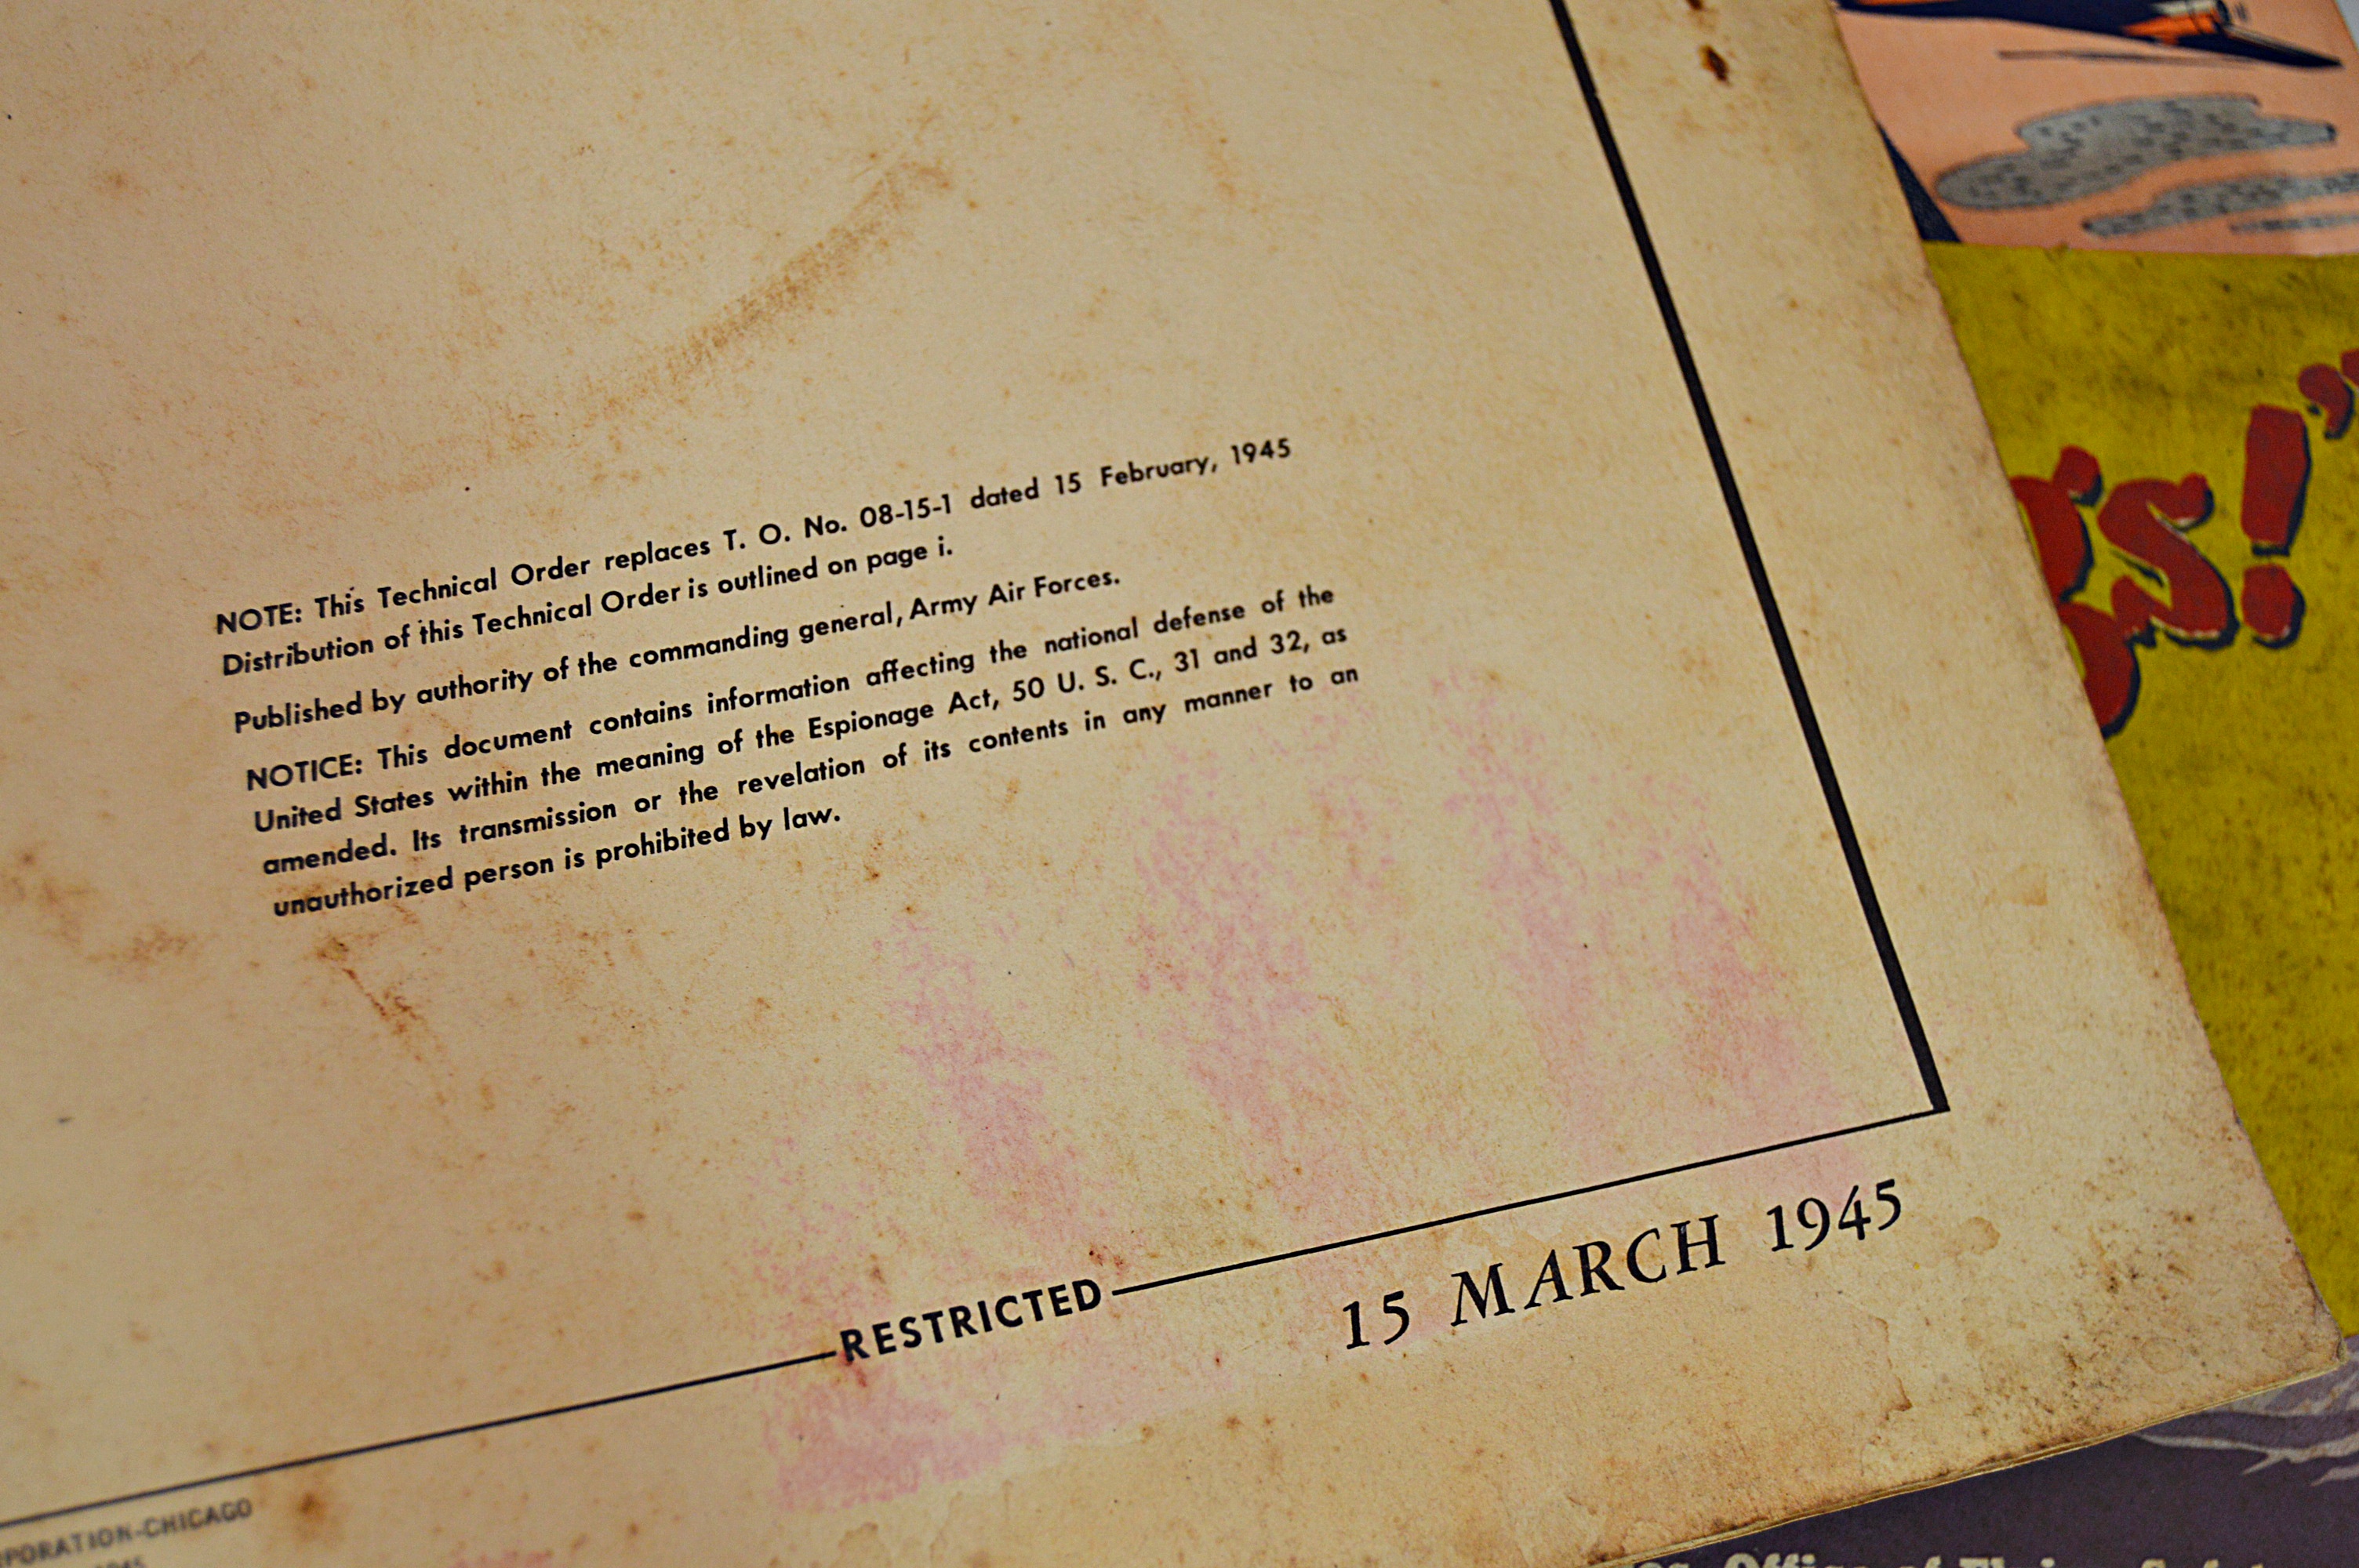 NOTE: This Technical Order replaces T. O. No. 08-15-1 dated 15 February, 1945
Distribution of this Technical Order is outlined on page i.
Published by authority of the commanding general, Army Air Forces.
NOTICE: This document contains information affecting the national defense of the
United States within the meaning of the Espionage Act, 50 U. S. C., 31 and 32, as
amended. Its transmission or the revelation of its contents in any manner to an
unauthorized person is prohibited by law.
RESTRICTED
15 MARCH 1945
PORATION-CHICAGO
1945
gs!”